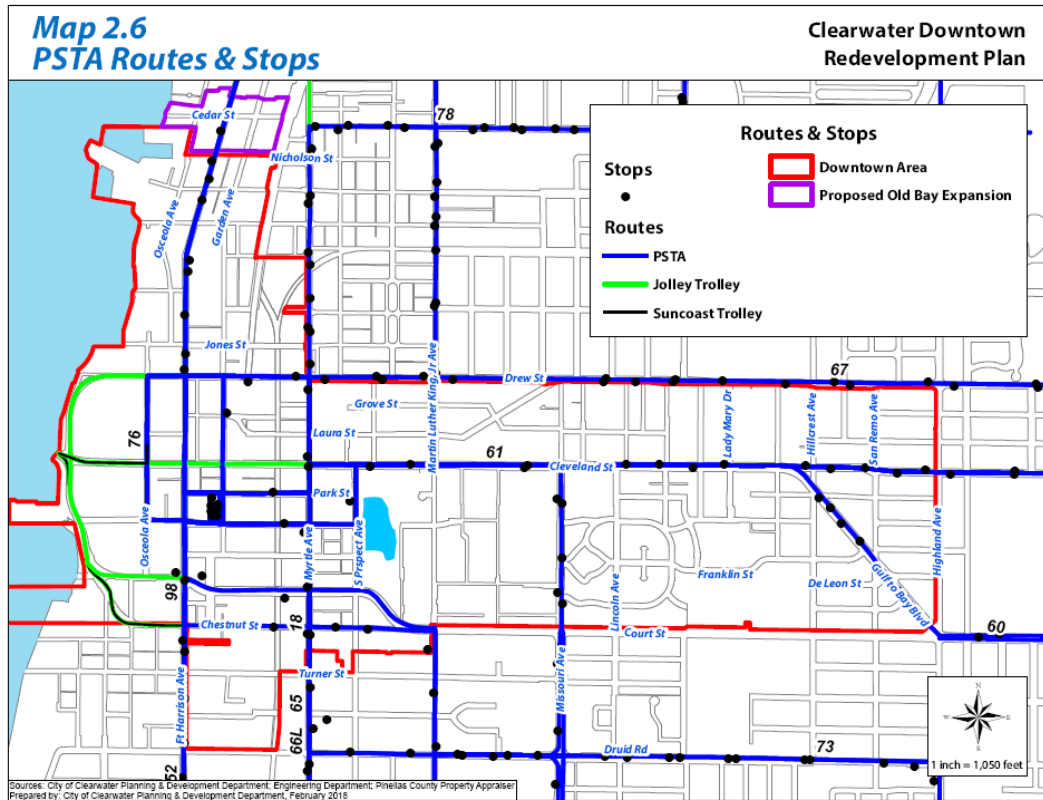 Map 2.6
PSTA Routes & Stops
Clearwater Downtown
Redevelopment Plan
Cedar St
78
Nicholson St
Osceola Ave
Garden Ave
Routes & Stops
Stops
Downtown Area
Proposed Old Bay Expansion
Routes
PSTA
Jolley Trolley
Suncoast Trolley
Jones St
Martin Luther King, Jr Ave
Drew St
67
Grove St
Lady Mary Dr
Hillcrest Ave
San Remo Ave
76
Laura St
61
Cleveland St
Park St
Osceola Ave
Myrtle Ave
S Prspect Ave
Highland Ave
98
Lincoln Ave
Franklin St
De Leon St
Gulf to Bay Blvd
18
Chestnut St
Court St
60
Turner St
Missouri Ave
Ft Harrison Ave
65
66L
Druid Rd
73
52
N
W
E
S
1 inch = 1,050 feet
Sources: City of Clearwater Planning & Development Department; Engineering Department; Pinellas County Property Appraiser
Prepared by: City of Clearwater Planning & Development Department, February 2018